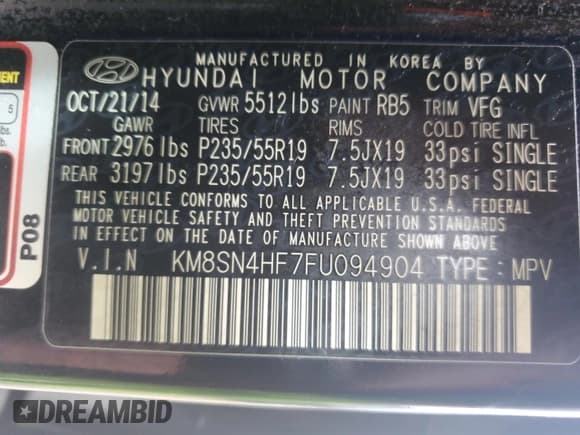 MANUFACTURED IN KOREA BY
HYUNDAI MOTOR COMPANY
OCT/21/14 GVWR 5512lbs PAINT RB5 TRIM VFG
GAWR TIRES RIMS COLD TIRE INFL
FRONT 2976lbs P235/55R19 7.5JX19 33psi SINGLE
REAR 3197lbs P235/55R19 7.5JX19 33psi SINGLE
THIS VEHICLE CONFORMS TO ALL APPLICABLE U.S.A. FEDERAL
MOTOR VEHICLE SAFETY AND THEFT PREVENTION STANDARDS
IN EFFECT ON THE DATE OF MANUFACTURE SHOWN ABOVE
V.I.N KM8SN4HF7FU094904 TYPE: MPV
5
lbs.
lb.
P08
DREAMBID